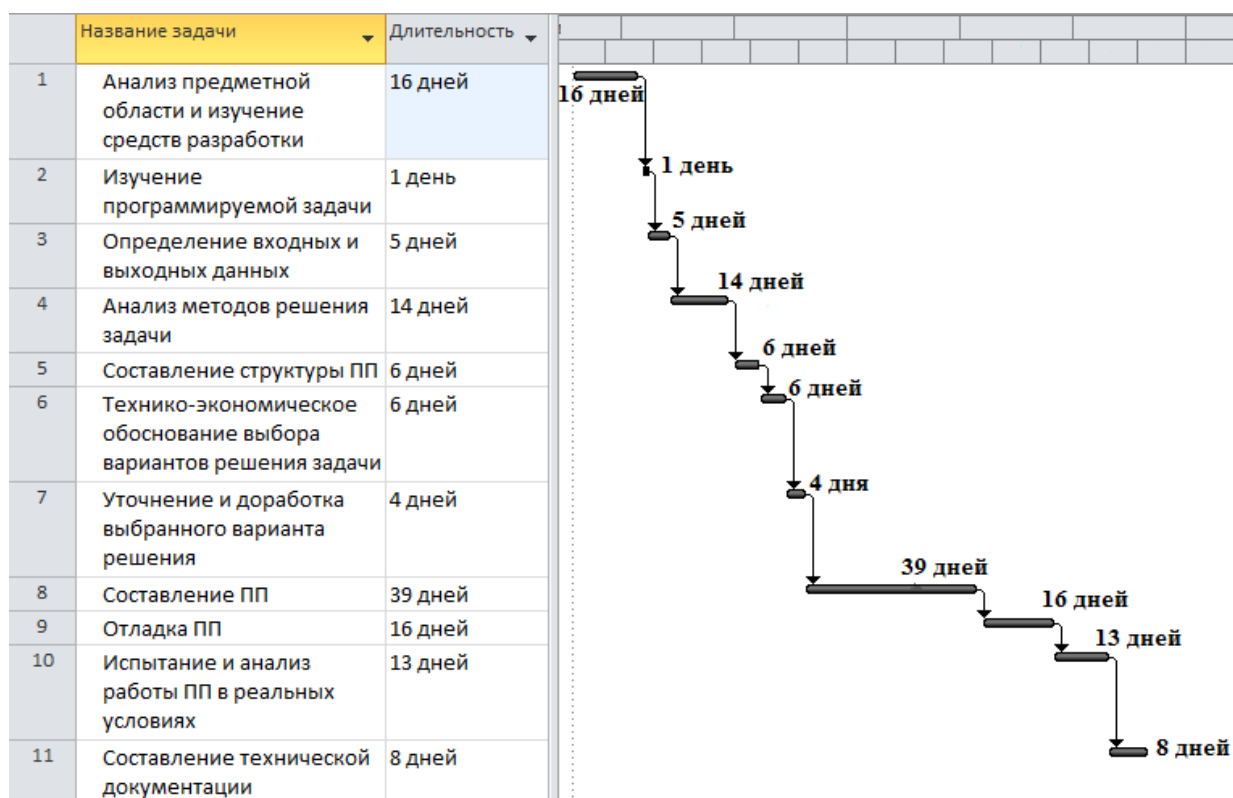 Название задачи
Длительность
1
Анализ предметной
области и изучение
средств разработки
16 дней
16 дней
2
Изучение
программируемой задачи
1 день
1 день
3
Определение входных и
выходных данных
5 дней
5 дней
4
Анализ методов решения
задачи
14 дней
14 дней
5
Составление структуры ПП
6 дней
6 дней
6
Технико-экономическое
обоснование выбора
вариантов решения задачи
6 дней
6 дней
7
Уточнение и доработка
выбранного варианта
решения
4 дней
4 дня
8
Составление ПП
39 дней
39 дней
9
Отладка ПП
16 дней
16 дней
10
Испытание и анализ
работы ПП в реальных
условиях
13 дней
13 дней
11
Составление технической
документации
8 дней
8 дней